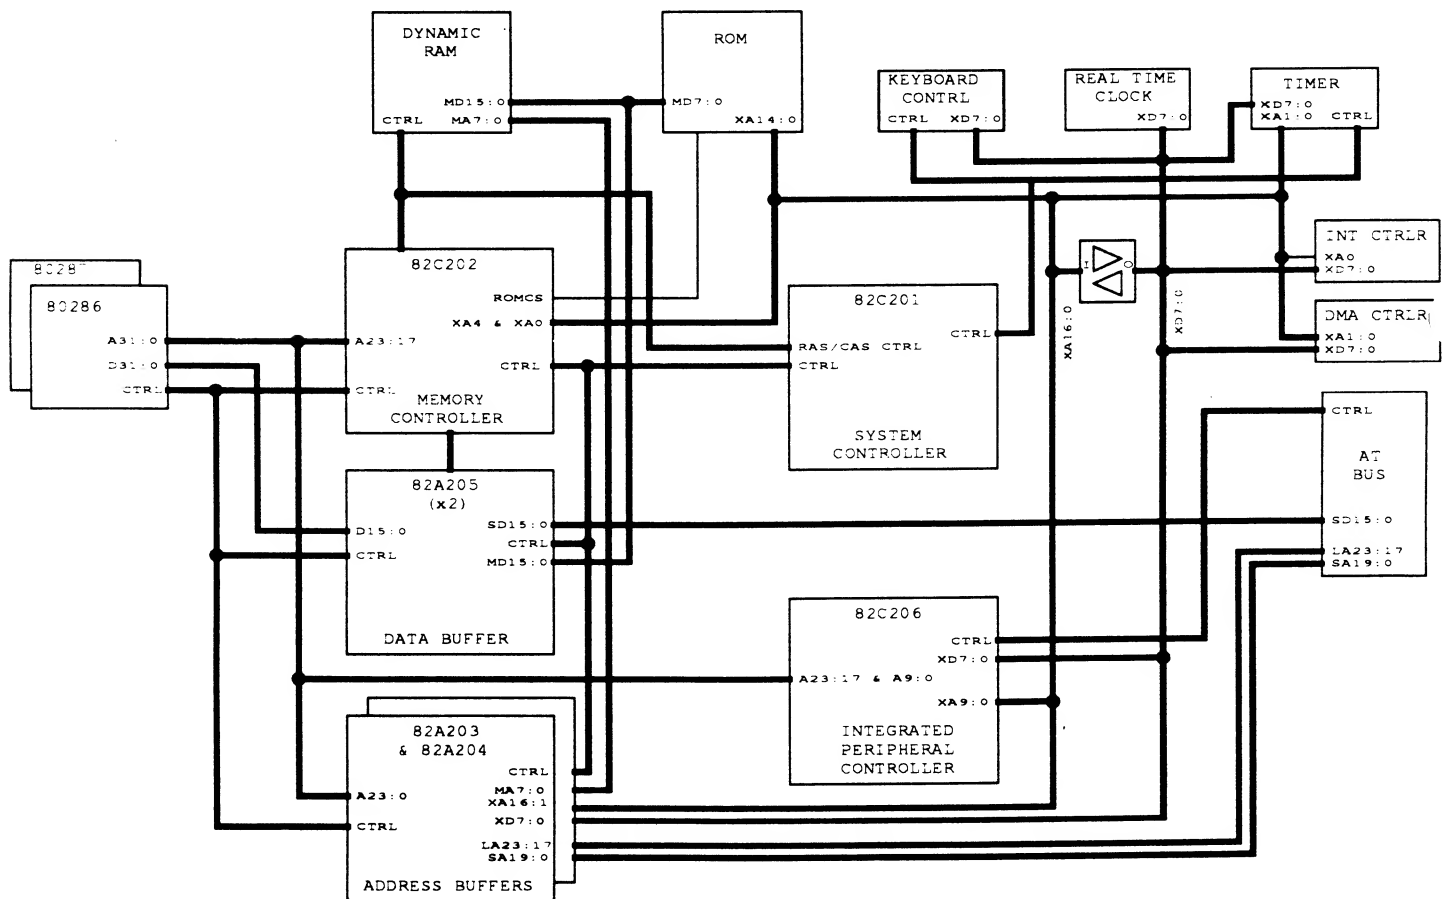 DYNAMIC
RAM
MD15:0
MA7:0
CTRL
ROM
MD7:0
XA14:0
KEYBOARD
CONTRL
CTRL XD7:0
REAL TIME
CLOCK
XD7:0
TIMER
XD7:0
XA1:0 CTRL
INT CTRLR
XA0
XD7:0
DMA CTRLR
XA1:0
XD7:0
80287
80286
A31:0
D31:0
CTRL
82C202
ROMCS
XA4 & XA0
A23:17
CTRL
CTRL
MEMORY
CONTROLLER
82C201
CTRL
RAS/CAS CTRL
CTRL
SYSTEM
CONTROLLER
I
O
XA16:0
XD7:0
CTRL
AT
BUS
SD15:0
LA23:17
SA19:0
82A205
(x2)
SD15:0
D15:0
CTRL
CTRL
MD15:0
DATA BUFFER
82C206
CTRL
XD7:0
A23:17 & A9:0
XA9:0
INTEGRATED
PERIPHERAL
CONTROLLER
82A203
& 82A204
CTRL
MA7:0
A23:0
XA16:1
XD7:0
CTRL
LA23:17
SA19:0
ADDRESS BUFFERS